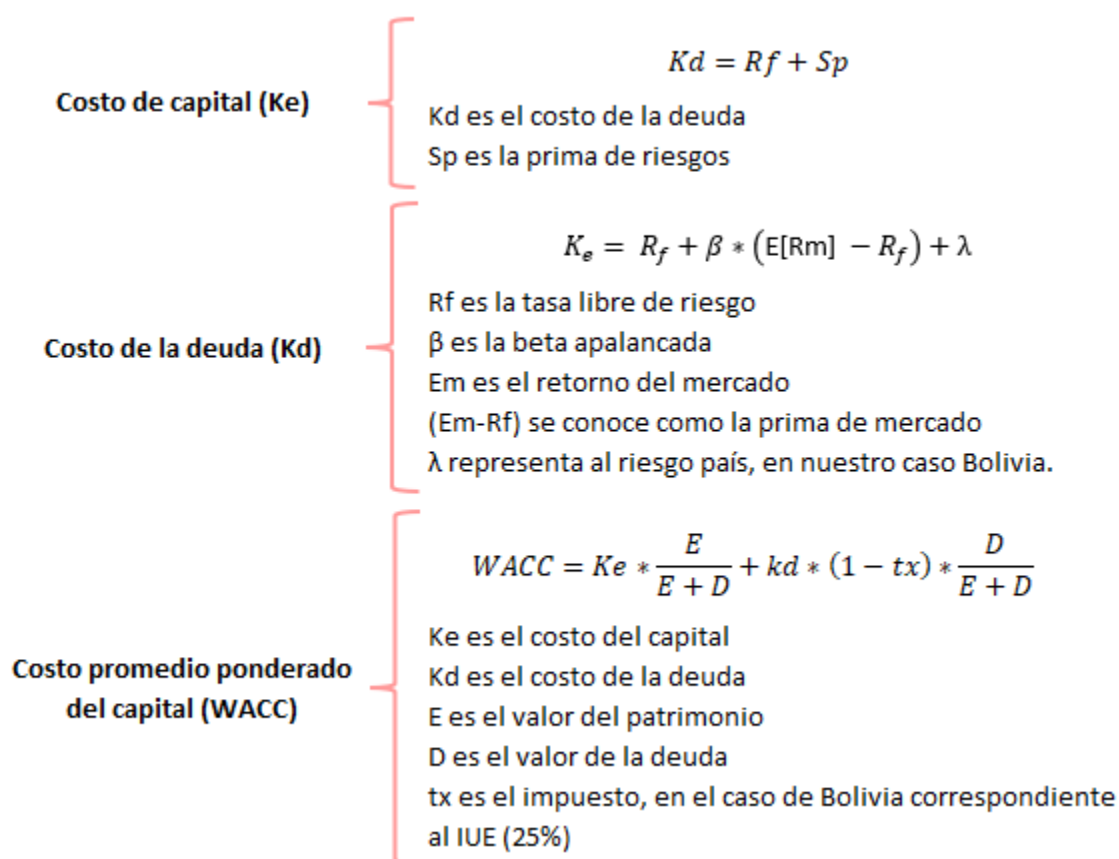 Costo de capital (Ke)
Kd = Rf + Sp
Kd es el costo de la deuda
Sp es la prima de riesgos
Costo de la deuda (Kd)
K_e = R_f + β * (E[Rm] − R_f) + λ
Rf es la tasa libre de riesgo
β es la beta apalancada
Em es el retorno del mercado
(Em-Rf) se conoce como la prima de mercado
λ representa al riesgo país, en nuestro caso Bolivia.
Costo promedio ponderado
del capital (WACC)
WACC = Ke * E/(E + D) + kd * (1 − tx) * D/(E + D)
Ke es el costo del capital
Kd es el costo de la deuda
E es el valor del patrimonio
D es el valor de la deuda
tx es el impuesto, en el caso de Bolivia correspondiente
al IUE (25%)